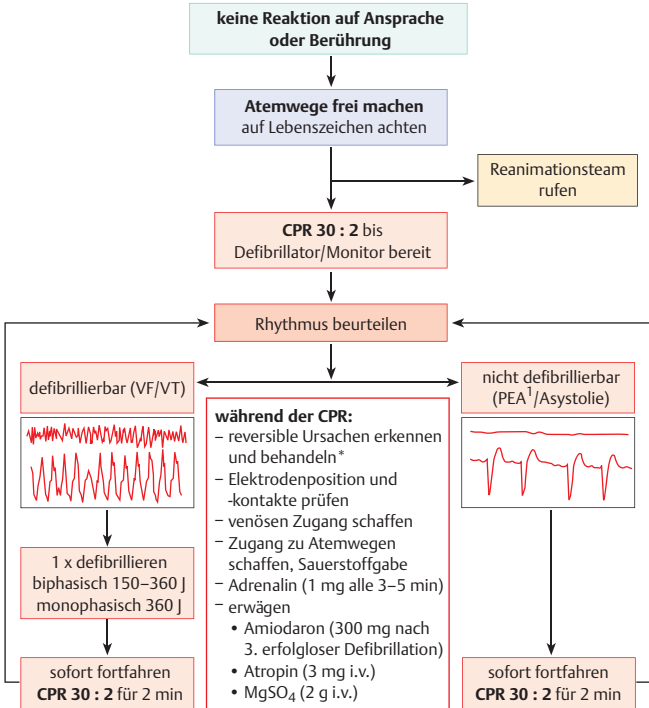 keine Reaktion auf Ansprache
oder Berührung
Atemwege frei machen
auf Lebenszeichen achten
Reanimationsteam
rufen
CPR 30 : 2 bis
Defibrillator/Monitor bereit
Rhythmus beurteilen
defibrillierbar (VF/VT)
nicht defibrillierbar
(PEA¹/Asystolie)
während der CPR:
– reversible Ursachen erkennen
und behandeln*
– Elektrodenposition und
-kontakte prüfen
– venösen Zugang schaffen
– Zugang zu Atemwegen
schaffen, Sauerstoffgabe
– Adrenalin (1 mg alle 3–5 min)
– erwägen
• Amiodaron (300 mg nach
3. erfolgloser Defibrillation)
• Atropin (3 mg i.v.)
• MgSO₄ (2 g i.v.)
1 x defibrillieren
biphasisch 150–360 J
monophasisch 360 J
sofort fortfahren
CPR 30 : 2 für 2 min
sofort fortfahren
CPR 30 : 2 für 2 min